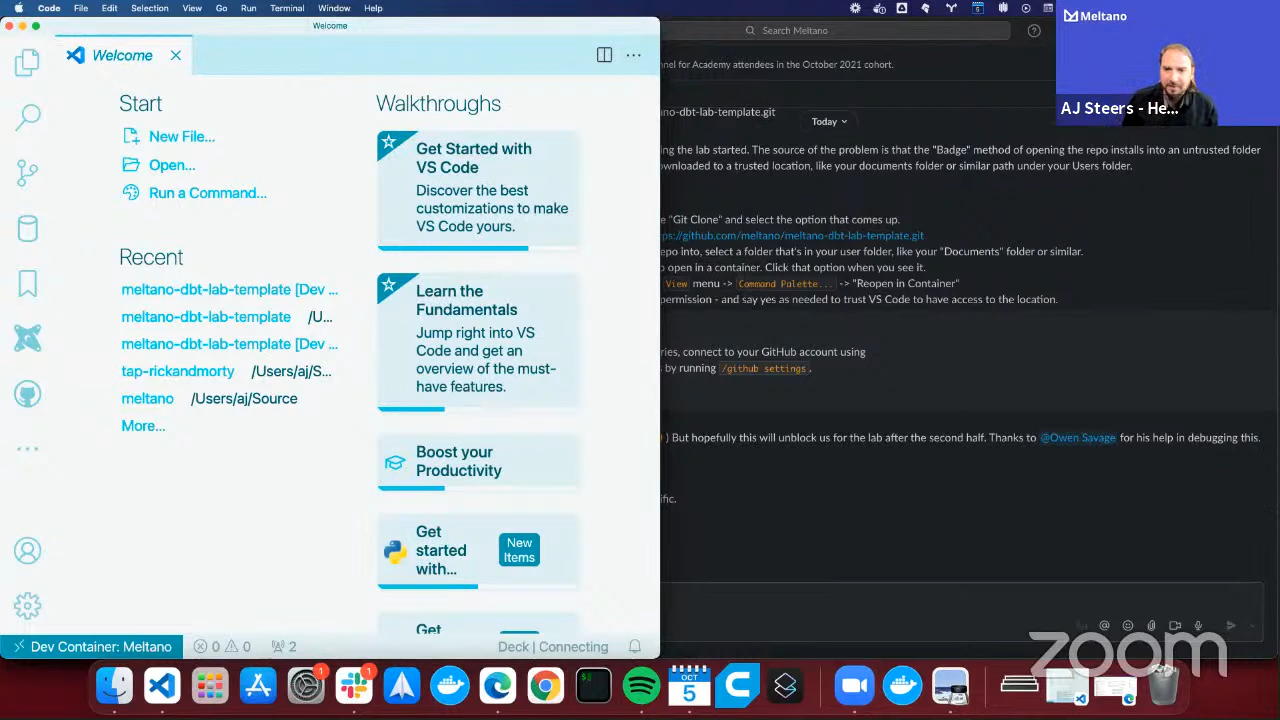 Code File Edit Selection View Go Run Terminal Window Help
Welcome
Welcome
Start
New File...
Open...
Run a Command...
Recent
meltano-dbt-lab-template [Dev ...
meltano-dbt-lab-template /U...
meltano-dbt-lab-template [Dev ...
tap-rickandmorty /Users/aj/S...
meltano /Users/aj/Source
More...
Walkthroughs
Get Started with
VS Code
Discover the best
customizations to make
VS Code yours.
Learn the
Fundamentals
Jump right into VS
Code and get an
overview of the must-
have features.
Boost your
Productivity
Get
started
with...
New
Items
Get
Dev Container: Meltano
0 0 2
Deck | Connecting
Search Meltano
nnel for Academy attendees in the October 2021 cohort.
no-dbt-lab-template.git
Today
ng the lab started. The source of the problem is that the "Badge" method of opening the repo installs into an untrusted folder
ownloaded to a trusted location, like your documents folder or similar path under your Users folder.
e "Git Clone" and select the option that comes up.
ps://github.com/meltano/meltano-dbt-lab-template.git
epo into, select a folder that's in your user folder, like your "Documents" folder or similar.
o open in a container. Click that option when you see it.
View menu -> Command Palette... -> "Reopen in Container"
permission - and say yes as needed to trust VS Code to have access to the location.
ries, connect to your GitHub account using
s by running /github settings.
) But hopefully this will unblock us for the lab after the second half. Thanks to @Owen Savage for his help in debugging this.
ific.
Meltano
AJ Steers - He...
zoom
1
1
OCT
5